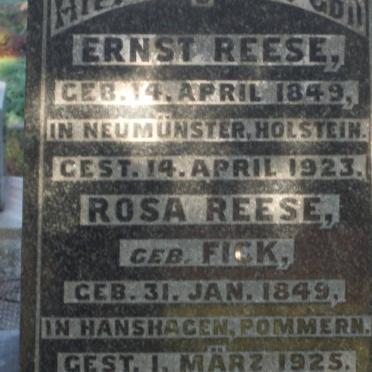 ERNST REESE,
GEB. 14. APRIL 1849,
IN NEUMÜNSTER, HOLSTEIN.
GEST. 14. APRIL 1923.
ROSA REESE,
GEB. FICK,
GEB. 31. JAN. 1849,
IN HANSHAGEN, POMMERN.
GEST. 1. MÄRZ 1925.